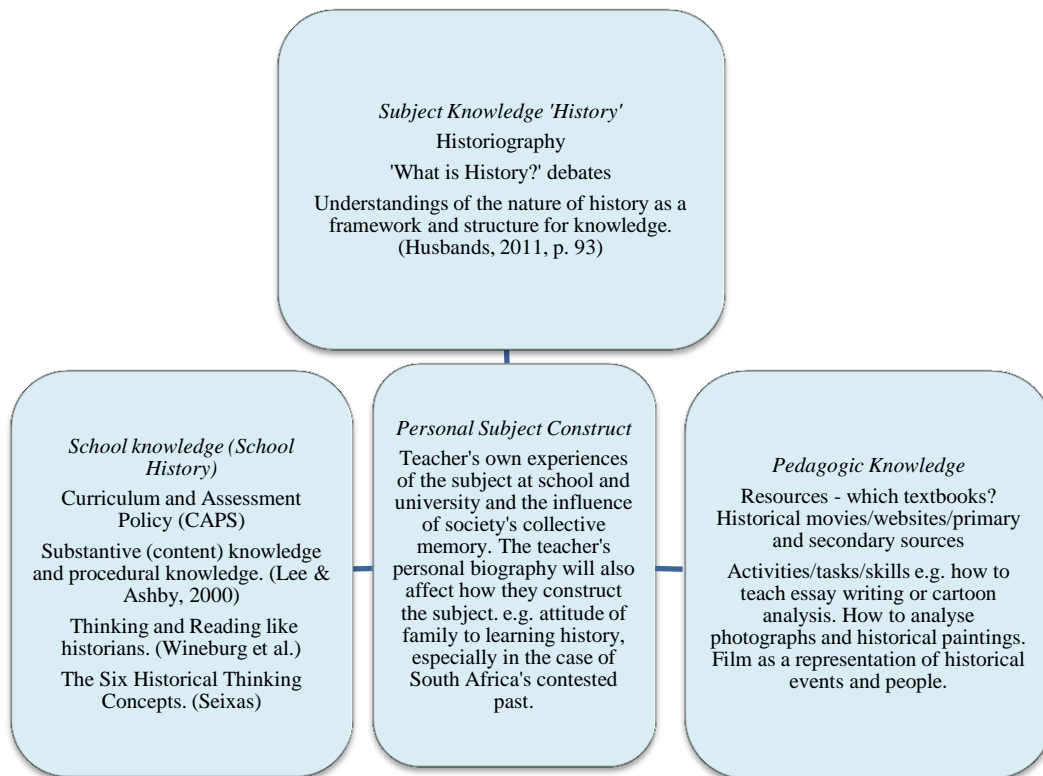 Subject Knowledge 'History'
Historiography
'What is History?' debates
Understandings of the nature of history as a
framework and structure for knowledge.
(Husbands, 2011, p. 93)
School knowledge (School
History)
Curriculum and Assessment
Policy (CAPS)
Substantive (content) knowledge
and procedural knowledge. (Lee &
Ashby, 2000)
Thinking and Reading like
historians. (Wineburg et al.)
The Six Historical Thinking
Concepts. (Seixas)
Personal Subject Construct
Teacher's own experiences
of the subject at school and
university and the influence
of society's collective
memory. The teacher's
personal biography will also
affect how they construct
the subject. e.g. attitude of
family to learning history,
especially in the case of
South Africa's contested
past.
Pedagogic Knowledge
Resources - which textbooks?
Historical movies/websites/primary
and secondary sources
Activities/tasks/skills e.g. how to
teach essay writing or cartoon
analysis. How to analyse
photographs and historical paintings.
Film as a representation of historical
events and people.